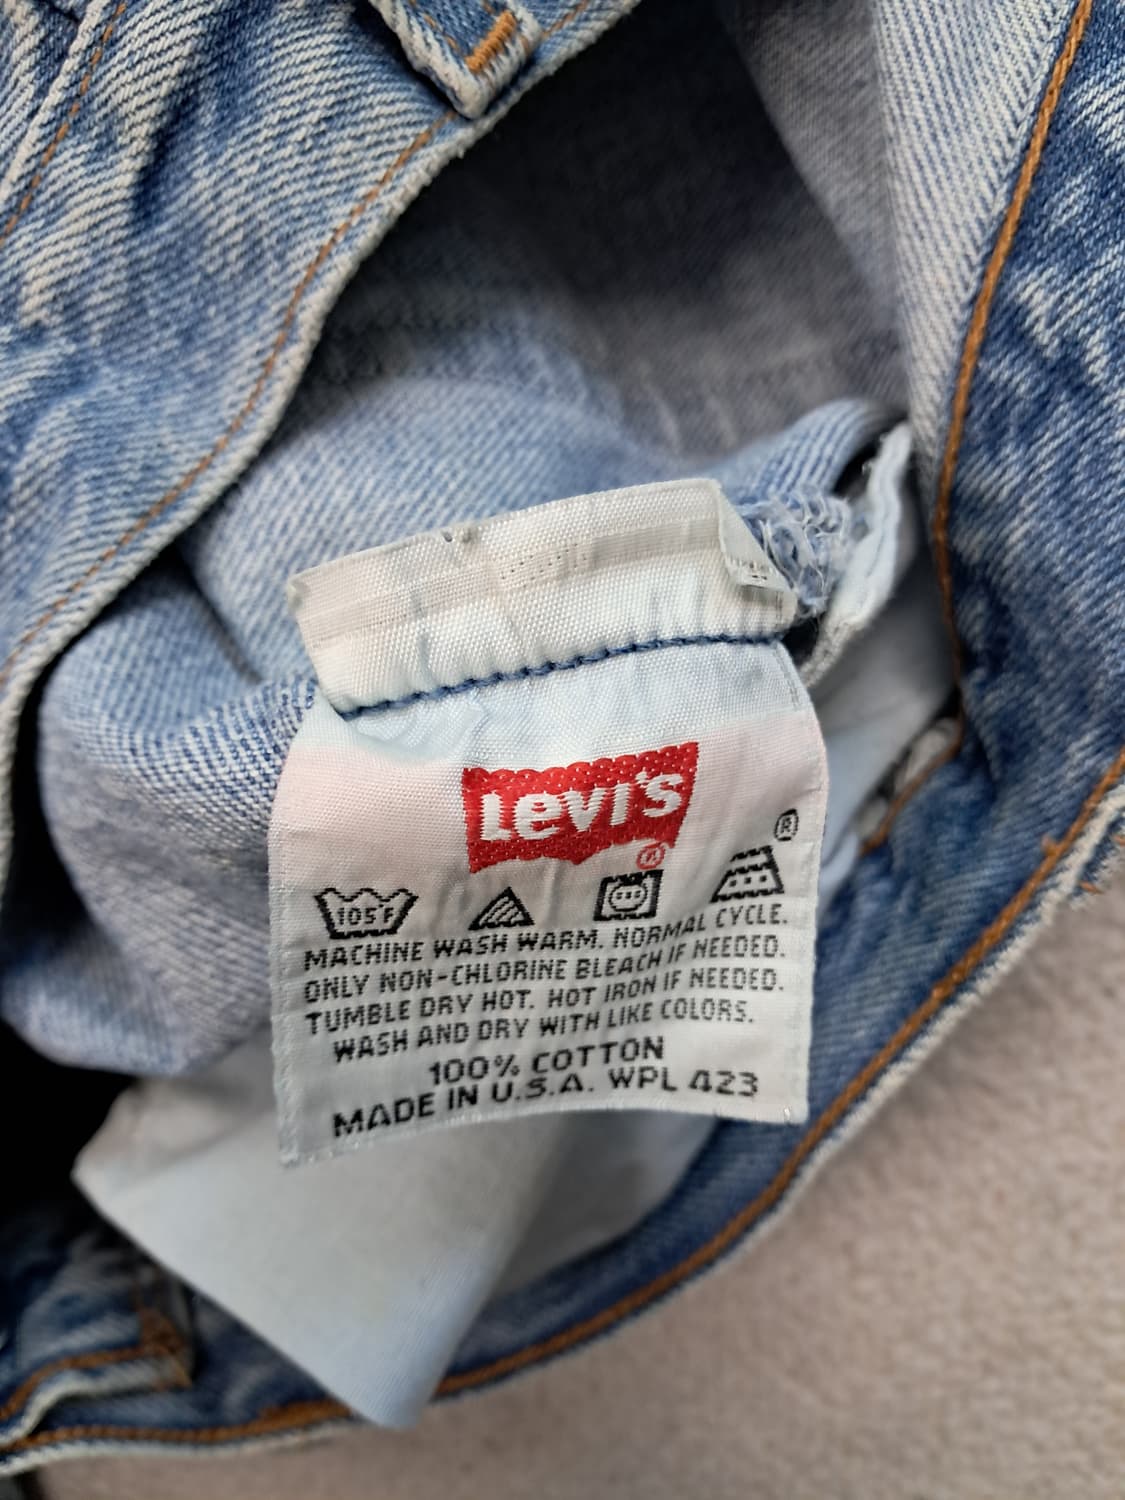 Levi's
®
®
105°F
MACHINE WASH WARM. NORMAL CYCLE.
ONLY NON-CHLORINE BLEACH IF NEEDED.
TUMBLE DRY HOT. HOT IRON IF NEEDED.
WASH AND DRY WITH LIKE COLORS.
100% COTTON
MADE IN U.S.A. WPL 423